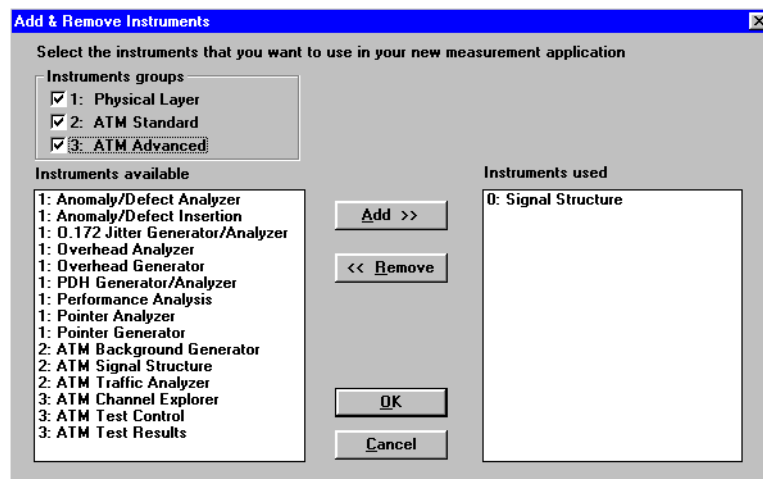 Add & Remove Instruments
Select the instruments that you want to use in your new measurement application
Instruments groups
1: Physical Layer
2: ATM Standard
3: ATM Advanced
Instruments available
1: Anomaly/Defect Analyzer
1: Anomaly/Defect Insertion
1: O.172 Jitter Generator/Analyzer
1: Overhead Analyzer
1: Overhead Generator
1: PDH Generator/Analyzer
1: Performance Analysis
1: Pointer Analyzer
1: Pointer Generator
2: ATM Background Generator
2: ATM Signal Structure
2: ATM Traffic Analyzer
3: ATM Channel Explorer
3: ATM Test Control
3: ATM Test Results
Add >>
<< Remove
OK
Cancel
Instruments used
0: Signal Structure